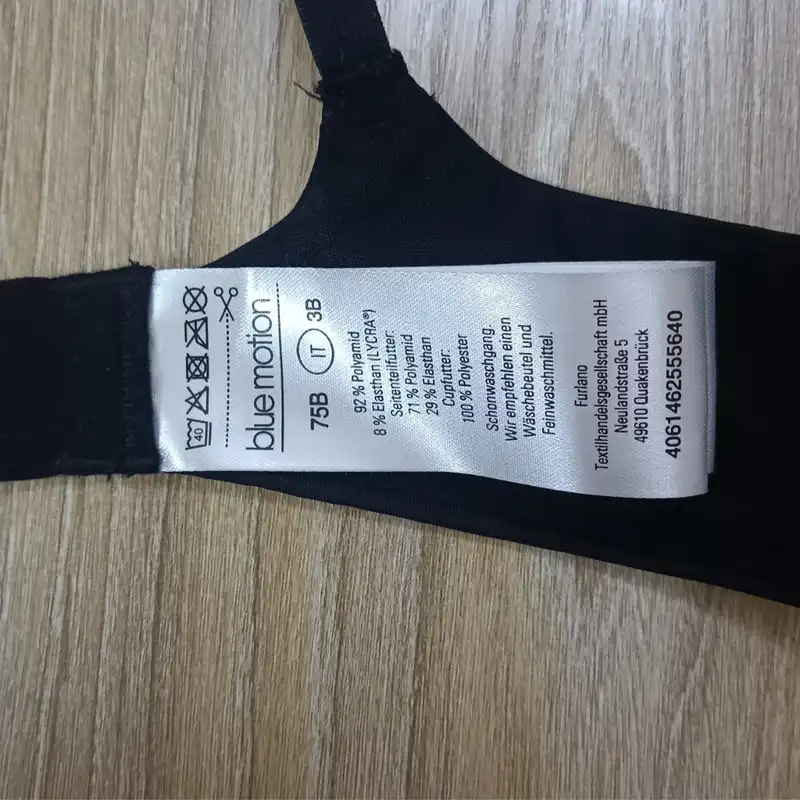 40
blue motion
75B
IT 3B
92 % Polyamid
8 % Elasthan (LYCRA®)
Seitenteilfutter:
71 % Polyamid
29 % Elasthan
Cupfutter:
100 % Polyester
Schonwaschgang.
Wir empfehlen einen
Wäschebeutel und
Feinwaschmittel.
Furlano
Textilhandelsgesellschaft mbH
Neulandstraße 5
49610 Quakenbrück
4061462555640